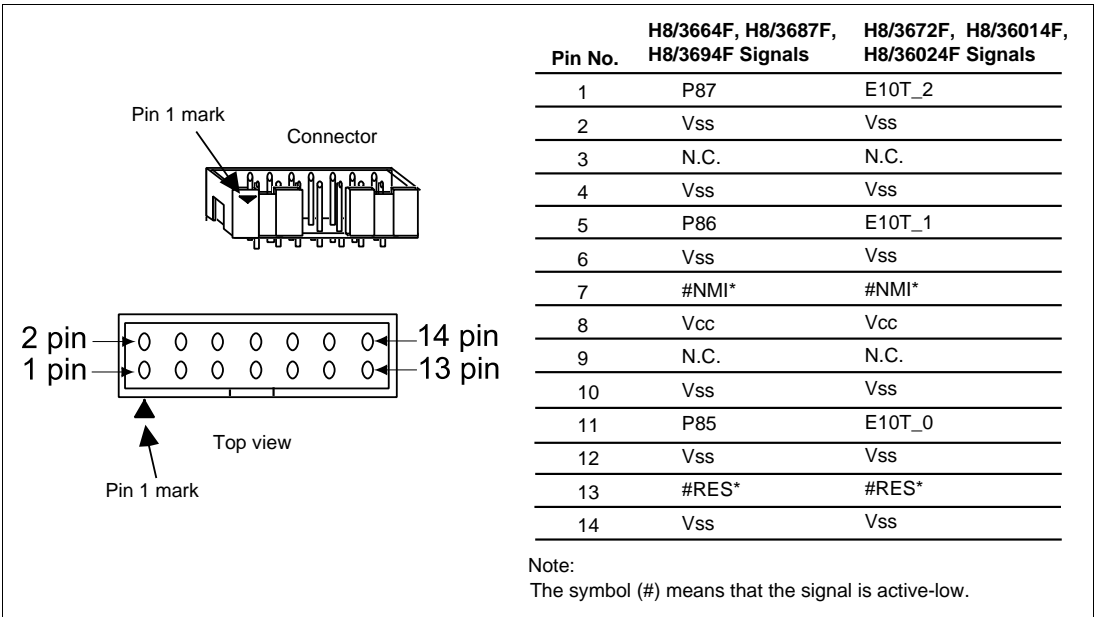 Pin 1 mark
Connector
2 pin
14 pin
1 pin
13 pin
Top view
Pin 1 mark
Pin No. H8/3664F, H8/3687F, H8/3694F Signals H8/3672F, H8/36014F, H8/36024F Signals
1 P87 E10T_2
2 Vss Vss
3 N.C. N.C.
4 Vss Vss
5 P86 E10T_1
6 Vss Vss
7 #NMI* #NMI*
8 Vcc Vcc
9 N.C. N.C.
10 Vss Vss
11 P85 E10T_0
12 Vss Vss
13 #RES* #RES*
14 Vss Vss
Note:
The symbol (#) means that the signal is active-low.